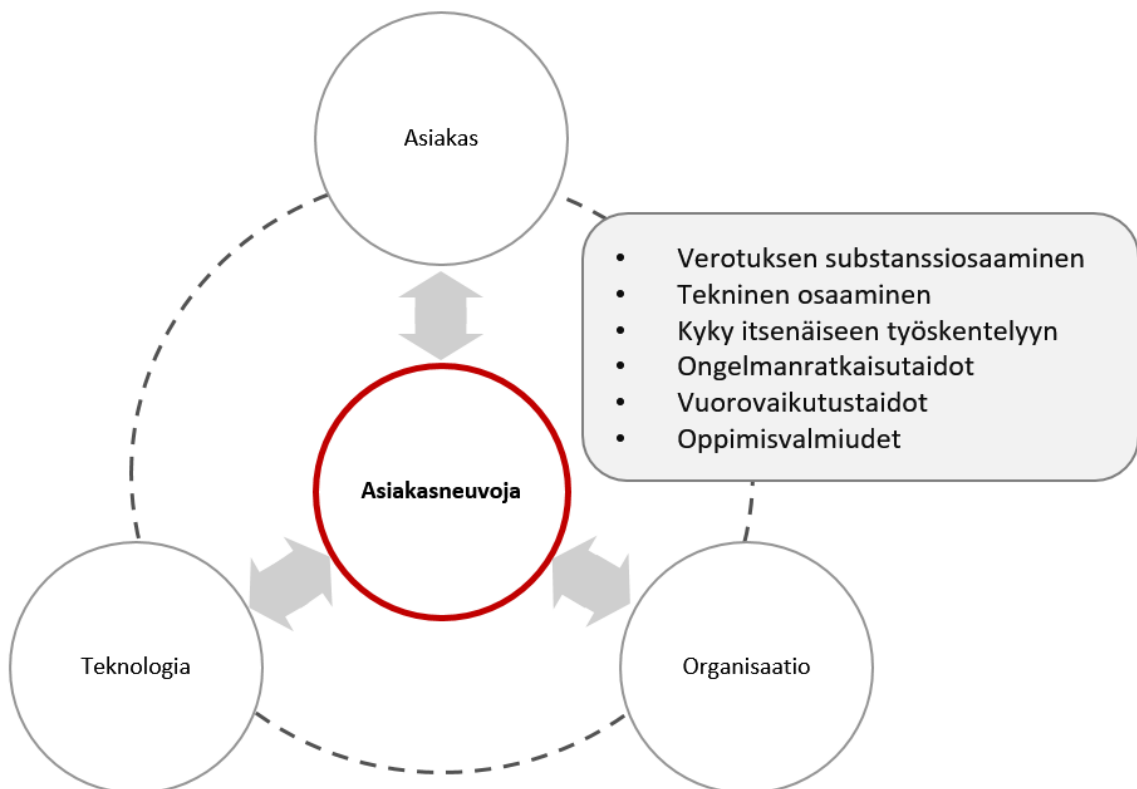 Asiakas
• Verotuksen substanssiosaaminen
• Tekninen osaaminen
• Kyky itsenäiseen työskentelyyn
• Ongelmanratkaisutaidot
• Vuorovaikutustaidot
• Oppimisvalmiudet
Asiakasneuvoja
Teknologia
Organisaatio